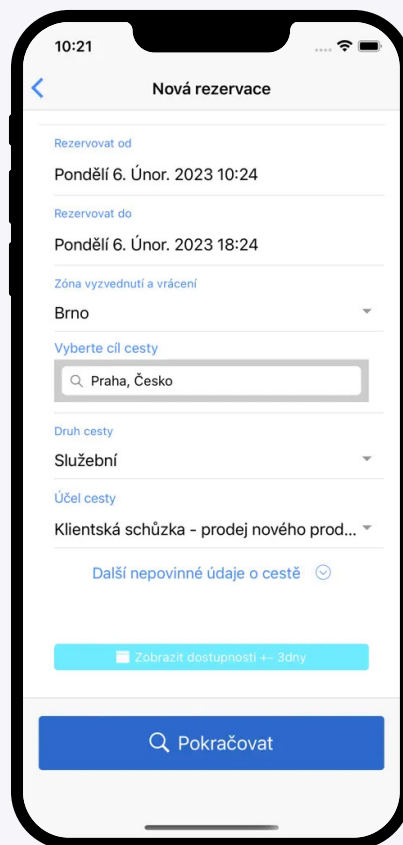 10:21
Nová rezervace
Rezervovat od
Pondělí 6. Únor. 2023 10:24
Rezervovat do
Pondělí 6. Únor. 2023 18:24
Zóna vyzvednutí a vrácení
Brno
Vyberte cíl cesty
Praha, Česko
Druh cesty
Služební
Účel cesty
Klientská schůzka - prodej nového prod...
Další nepovinné údaje o cestě
Zobrazit dostupnosti +- 3dny
Pokračovat